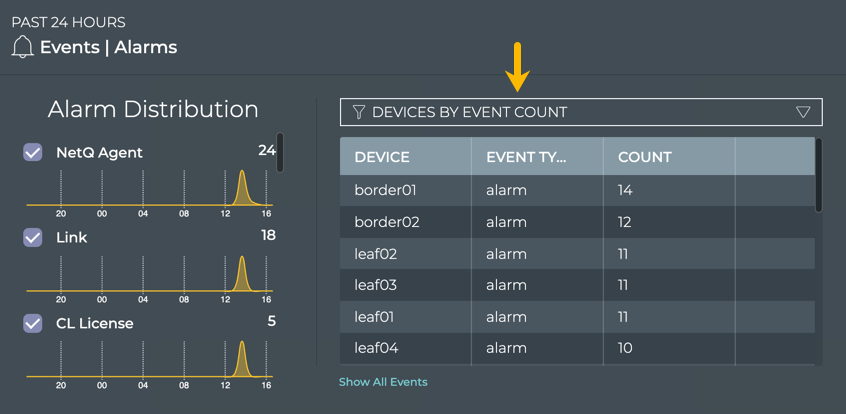 PAST 24 HOURS
Events | Alarms
Alarm Distribution
NetQ Agent 24
20 00 04 08 12 16
Link 18
20 00 04 08 12 16
CL License 5
20 00 04 08 12 16
DEVICES BY EVENT COUNT
DEVICE EVENT TY... COUNT
border01 alarm 14
border02 alarm 12
leaf02 alarm 11
leaf03 alarm 11
leaf01 alarm 11
leaf04 alarm 10
Show All Events